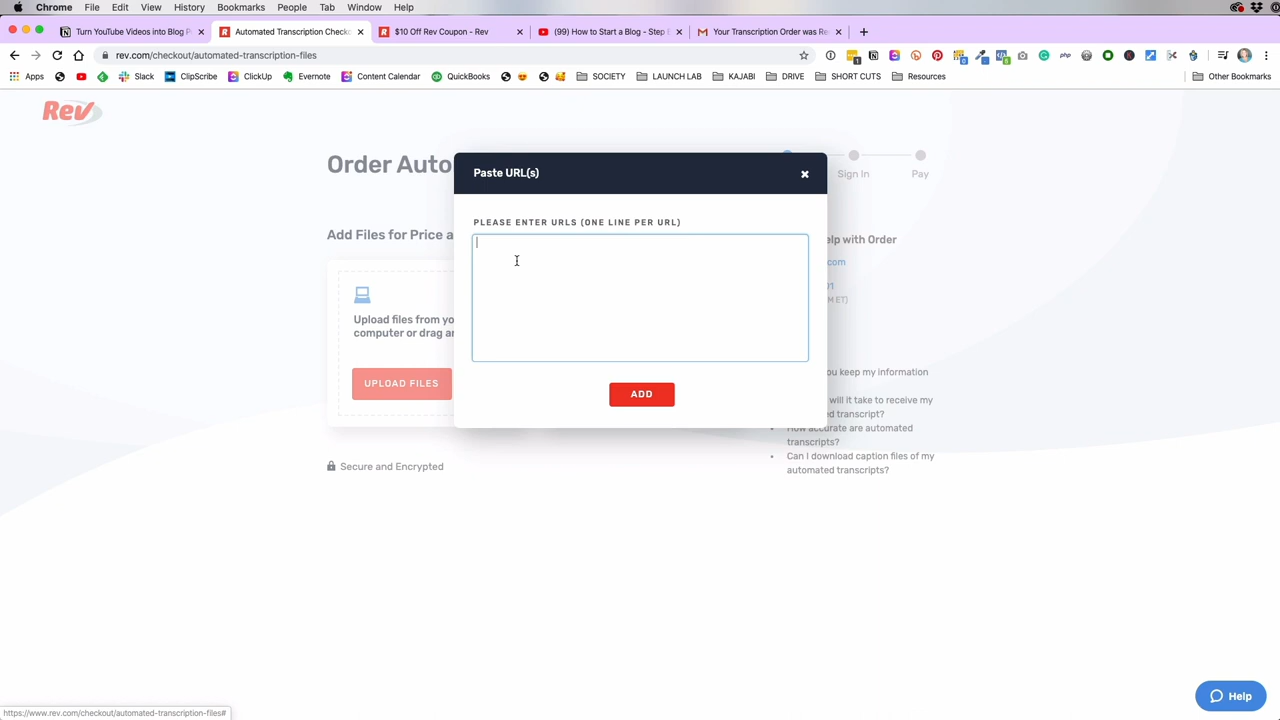 Chrome File Edit View History Bookmarks People Tab Window Help
Turn YouTube Videos into Blog P
Automated Transcription Checko
$10 Off Rev Coupon - Rev
(99) How to Start a Blog - Step
Your Transcription Order was Re
rev.com/checkout/automated-transcription-files
Apps Slack ClipScribe ClickUp Evernote Content Calendar QuickBooks SOCIETY LAUNCH LAB KAJABI DRIVE SHORT CUTS Resources Other Bookmarks
Rev
Order Auto
Sign In Pay
Paste URL(s)
PLEASE ENTER URLS (ONE LINE PER URL)
ADD
Add Files for Price a
Upload files from yo
computer or drag an
UPLOAD FILES
Secure and Encrypted
elp with Order
com
01
M ET)
ou keep my information
will it take to receive my
draft transcript?
How accurate are automated
transcripts?
Can I download caption files of my
automated transcripts?
Help
https://www.rev.com/checkout/automated-transcription-files#